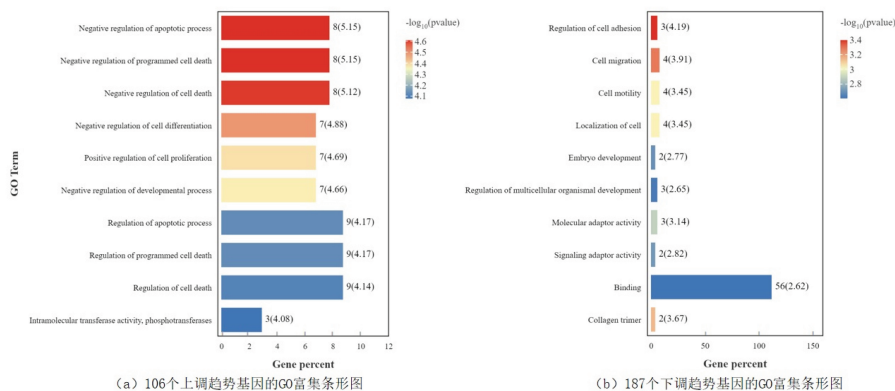 -log10(pvalue)
Negative regulation of apoptotic process
8(5.15)
4.6
4.5
4.4
4.3
4.2
4.1
Negative regulation of programmed cell death
8(5.15)
Negative regulation of cell death
8(5.12)
Negative regulation of cell differentiation
7(4.88)
Positive regulation of cell proliferation
7(4.69)
Negative regulation of developmental process
7(4.66)
Regulation of apoptotic process
9(4.17)
Regulation of programmed cell death
9(4.17)
Regulation of cell death
9(4.14)
Intramolecular transferase activity, phosphotransferases
3(4.08)
GO Term
0 2 4 6 8 10 12
Gene percent
(a) 106个上调趋势基因的GO富集条形图
-log10(pvalue)
Regulation of cell adhesion
3(4.19)
3.4
3
2.8
Cell migration
4(3.91)
Cell motility
4(3.45)
Localization of cell
4(3.45)
Embryo development
2(2.77)
Regulation of multicellular organismal development
3(2.65)
Molecular adaptor activity
3(3.14)
Signaling adaptor activity
2(2.82)
Binding
56(2.62)
Collagen trimer
2(3.67)
0 50 100 150
Gene percent
(b) 187个下调趋势基因的GO富集条形图